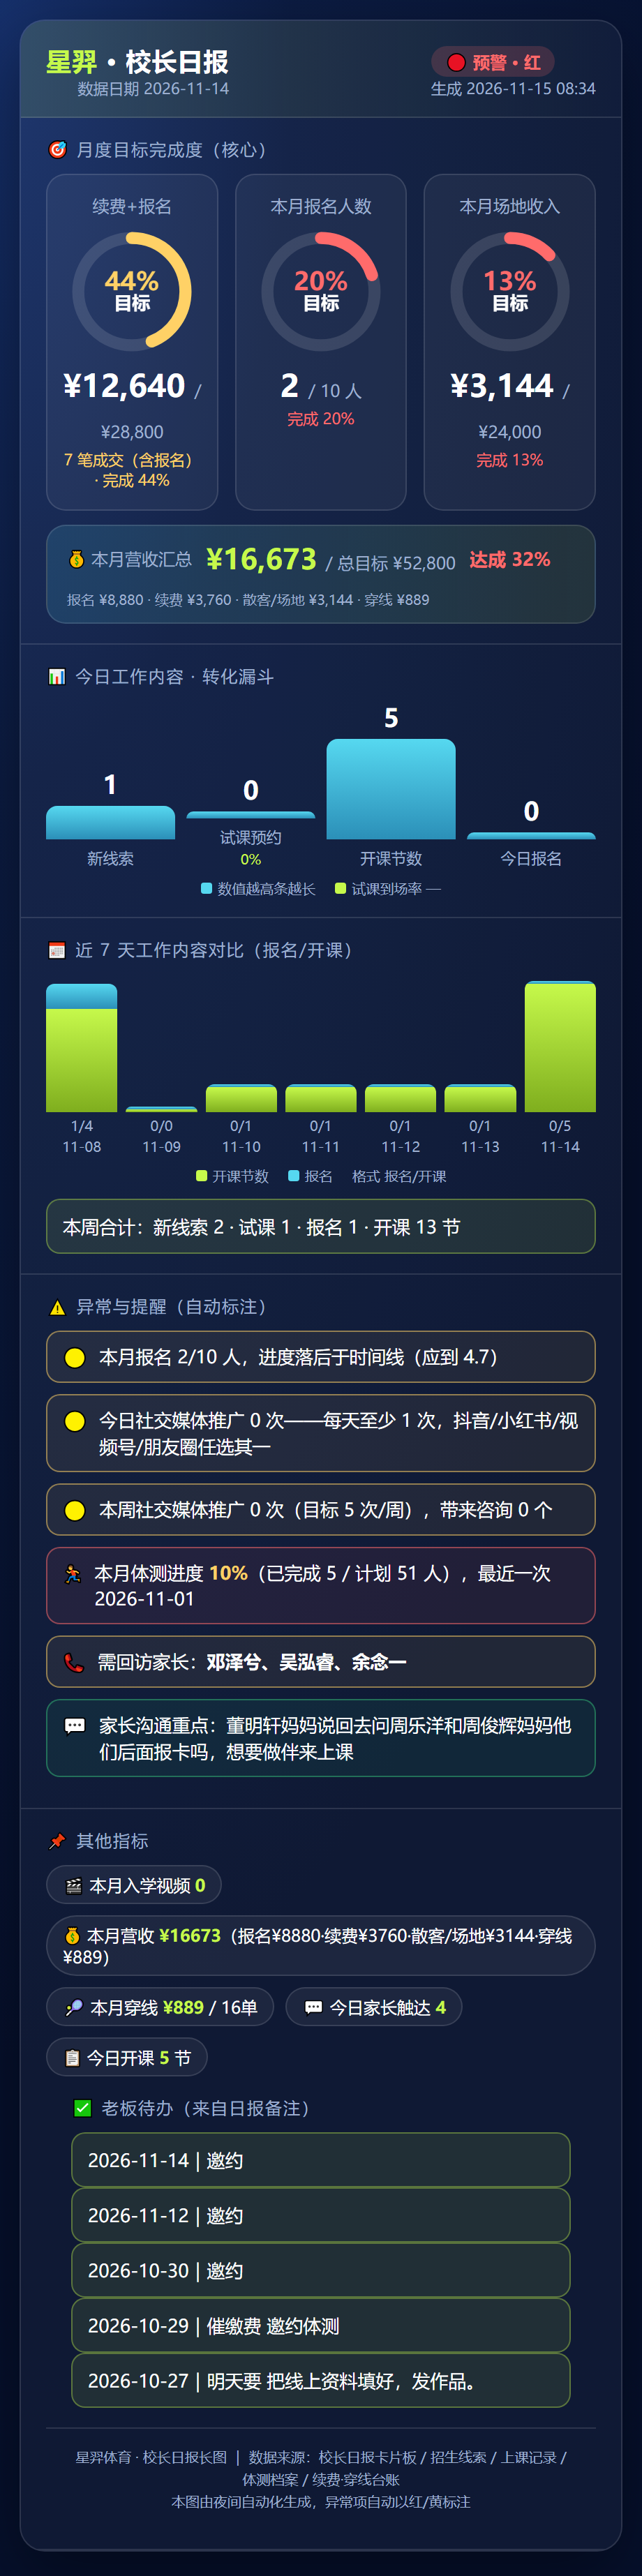 星羿 · 校长日报
数据日期 2026-11-14
预警 · 红
生成 2026-11-15 08:34
月度目标完成度（核心）
续费+报名
44%
目标
¥12,640 /
¥28,800
7 笔成交（含报名）
· 完成 44%
本月报名人数
20%
目标
2 / 10 人
完成 20%
本月场地收入
13%
目标
¥3,144 /
¥24,000
完成 13%
本月营收汇总 ¥16,673 / 总目标 ¥52,800 达成 32%
报名 ¥8,880 · 续费 ¥3,760 · 散客/场地 ¥3,144 · 穿线 ¥889
今日工作内容 · 转化漏斗
1
新线索
0
试课预约
0%
5
开课节数
0
今日报名
数值越高条越长 试课到场率 —
近 7 天工作内容对比（报名/开课）
1/4
11-08
0/0
11-09
0/1
11-10
0/1
11-11
0/1
11-12
0/1
11-13
0/5
11-14
开课节数 报名 格式 报名/开课
本周合计：新线索 2 · 试课 1 · 报名 1 · 开课 13 节
异常与提醒（自动标注）
本月报名 2/10 人，进度落后于时间线（应到 4.7）
今日社交媒体推广 0 次——每天至少 1 次，抖音/小红书/视
频号/朋友圈任选其一
本周社交媒体推广 0 次（目标 5 次/周），带来咨询 0 个
本月体测进度 10%（已完成 5 / 计划 51 人），最近一次
2026-11-01
需回访家长：邓泽兮、吴泓睿、余念一
家长沟通重点：董明轩妈妈说回去问周乐洋和周俊辉妈妈他
们后面报卡吗，想要做伴来上课
其他指标
本月入学视频 0
本月营收 ¥16673（报名¥8880·续费¥3760·散客/场地¥3144·穿线
¥889）
本月穿线 ¥889 / 16单
今日家长触达 4
今日开课 5 节
老板待办（来自日报备注）
2026-11-14 | 邀约
2026-11-12 | 邀约
2026-10-30 | 邀约
2026-10-29 | 催缴费 邀约体测
2026-10-27 | 明天要 把线上资料填好，发作品。
星羿体育 · 校长日报长图 ｜ 数据来源：校长日报卡片板 / 招生线索 / 上课记录 /
体测档案 / 续费·穿线台账
本图由夜间自动化生成，异常项自动以红/黄标注